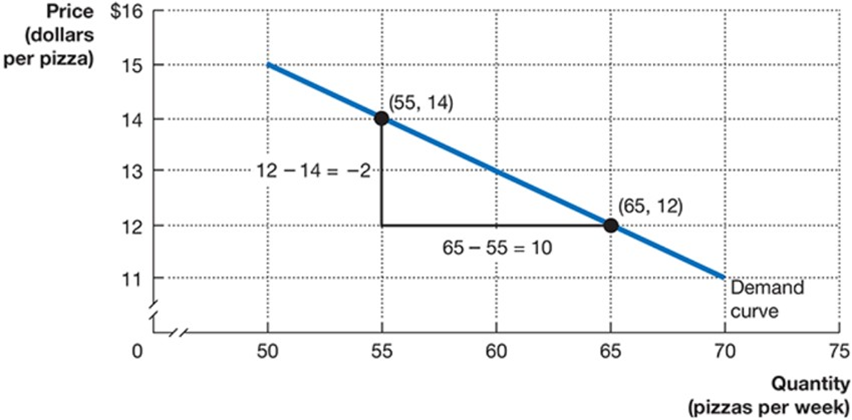 Price
(dollars
per pizza)
$16
15
14
13
12
11
0
(55, 14)
12 – 14 = –2
(65, 12)
65 – 55 = 10
Demand
curve
50 55 60 65 70 75
Quantity
(pizzas per week)